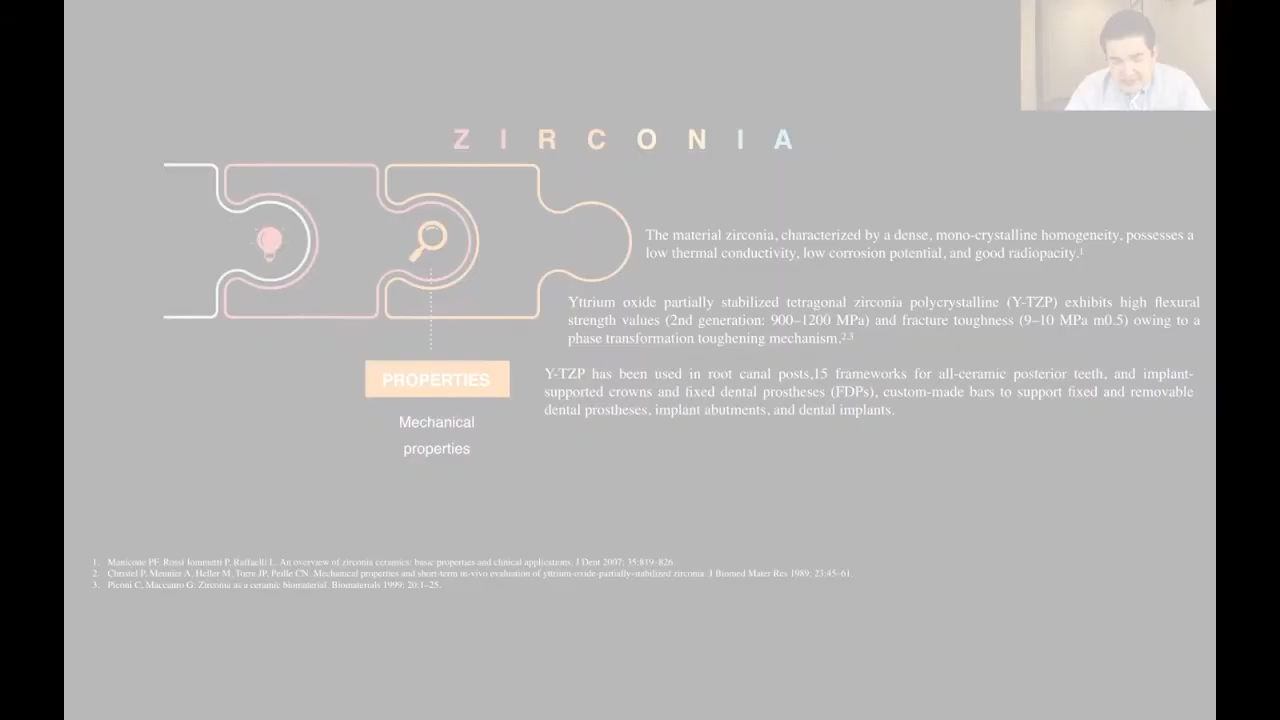 ZIRCONIA
The material zirconia, characterized by a dense, mono-crystalline homogeneity, possesses a
low thermal conductivity, low corrosion potential, and good radiopacity.1
Yttrium oxide partially stabilized tetragonal zirconia polycrystalline (Y-TZP) exhibits high flexural
strength values (2nd generation: 900–1200 MPa) and fracture toughness (9–10 MPa m0.5) owing to a
phase transformation toughening mechanism.2,3
PROPERTIES
Mechanical
properties
Y-TZP has been used in root canal posts,15 frameworks for all-ceramic posterior teeth, and implant-
supported crowns and fixed dental prostheses (FDPs), custom-made bars to support fixed and removable
dental prostheses, implant abutments, and dental implants.
1. Manicone PF, Rossi Iommetti P, Raffaelli L. An overview of zirconia ceramics: basic properties and clinical applications. J Dent 2007; 35:819–826.
2. Christel P, Meunier A, Heller M, Torre JP, Peille CN. Mechanical properties and short-term in-vivo evaluation of yttrium-oxide-partially-stabilized zirconia. J Biomed Mater Res 1989; 23:45–61.
3. Piconi C, Maccauro G. Zirconia as a ceramic biomaterial. Biomaterials 1999; 20:1–25.